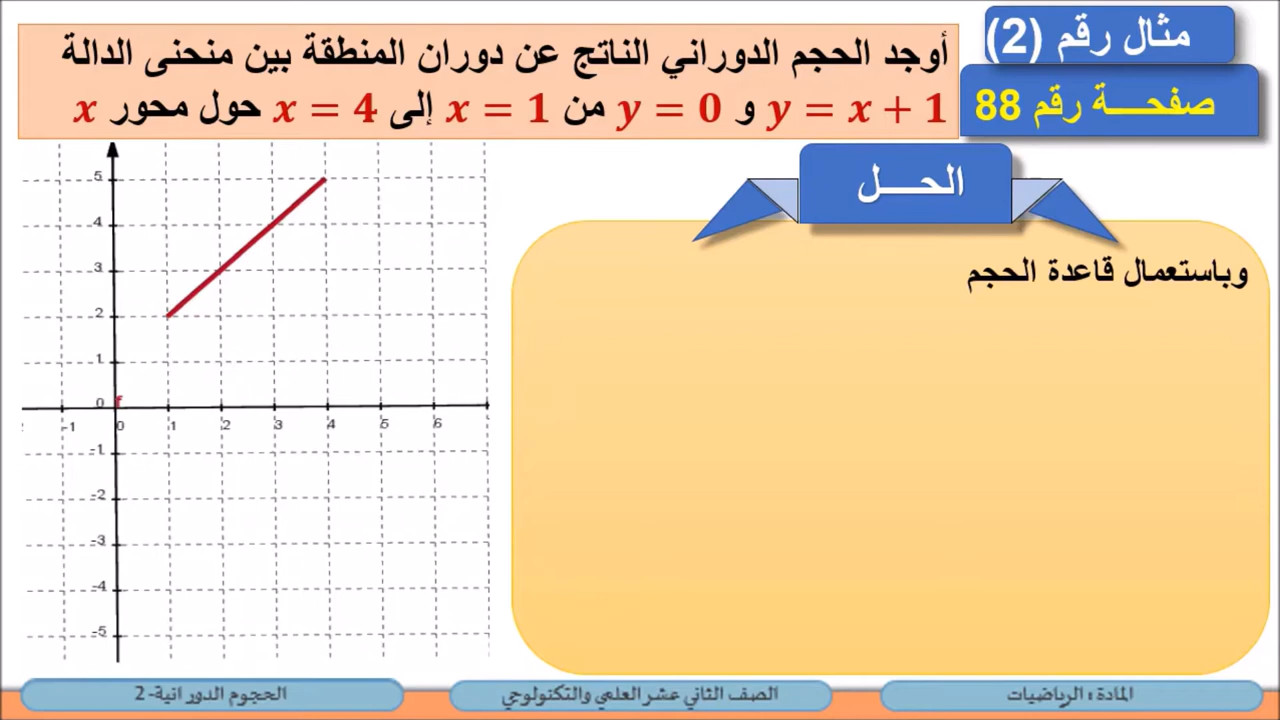 مثال رقم (2)
صفحـــة رقم 88
أوجد الحجم الدوراني الناتج عن دوران المنطقة بين منحنى الدالة
y = x + 1 و y = 0 من x = 1 إلى x = 4 حول محور x
الحـــل
وباستعمال قاعدة الحجم
5
4
3
2
1
0
f
-1 0 1 2 3 4 5 6
-1
-2
-3
-4
-5
المادة: الرياضيات
الصف الثاني عشر العلمي والتكنولوجي
الحجوم الدورانية- 2